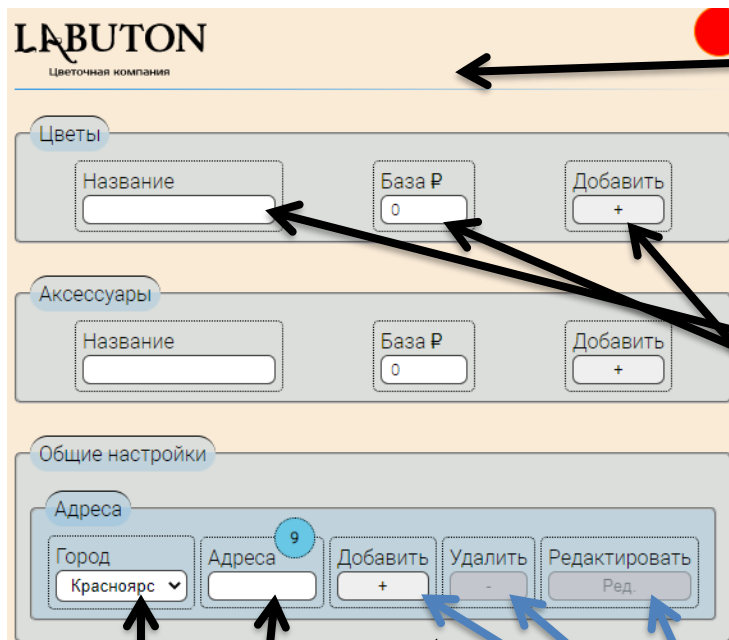 LABUTON
Цветочная компания
Цветы
Название База ₽ Добавить
0 +
Аксессуары
Название База ₽ Добавить
0 +
Общие настройки
Адреса
9
Город Адреса Добавить Удалить Редактировать
Красноярс + - Ред.